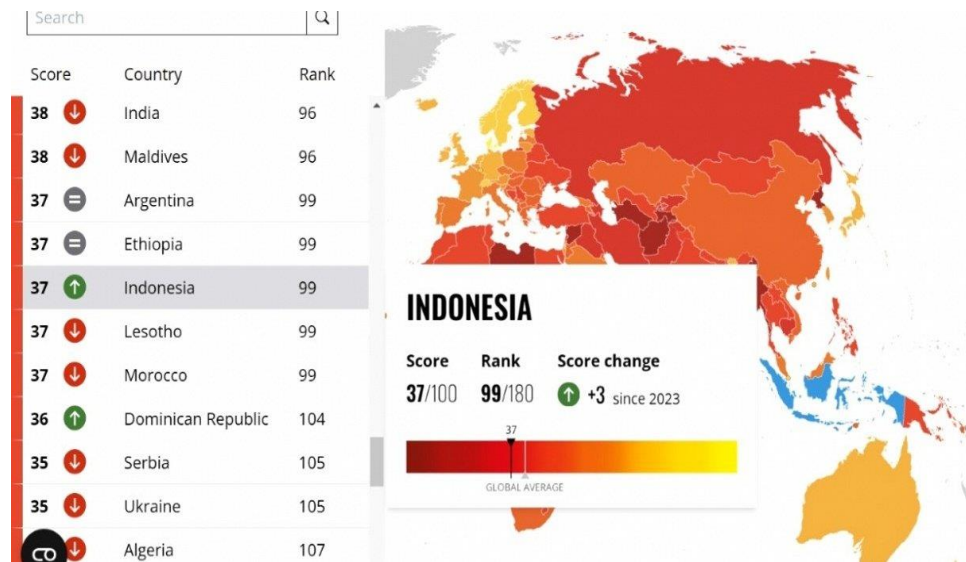 Search
Score Country Rank
38 India 96
38 Maldives 96
37 Argentina 99
37 Ethiopia 99
37 Indonesia 99
37 Lesotho 99
37 Morocco 99
36 Dominican Republic 104
35 Serbia 105
35 Ukraine 105
Algeria 107
INDONESIA
Score Rank Score change
37/100 99/180 +3 since 2023
37
GLOBAL AVERAGE